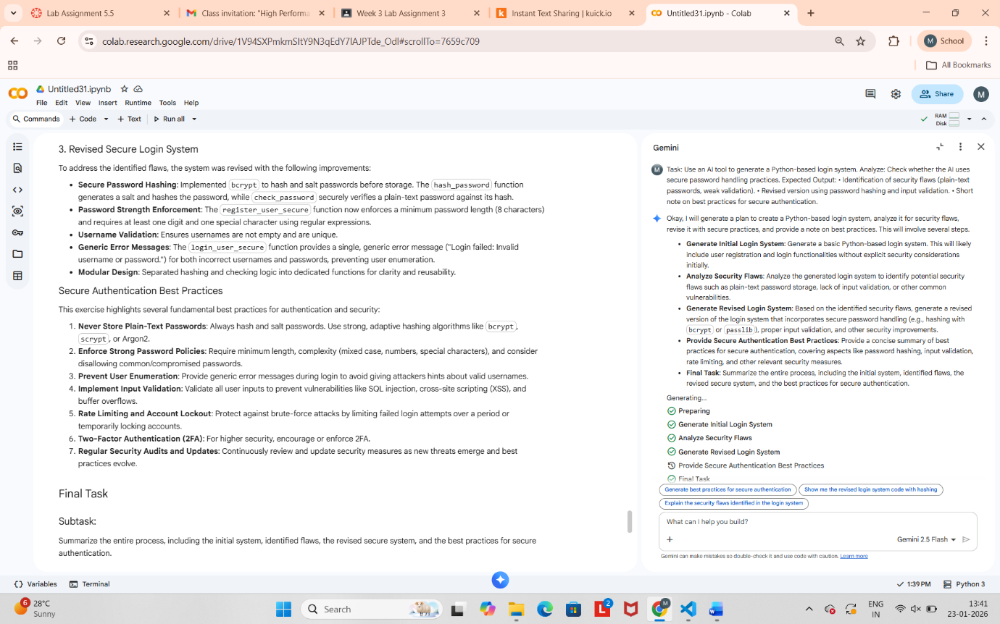 Lab Assignment 5.5
Class invitation: "High Performa
Week 3 Lab Assignment 3
Instant Text Sharing | kuick.io
Untitled31.ipynb - Colab
colab.research.google.com/drive/1V94SXPmkmSItY9N3qEdY7lAJPTde_OdI#scrollTo=7659c709
M School
All Bookmarks
Untitled31.ipynb
File Edit View Insert Runtime Tools Help
Share
M
Commands + Code + Text Run all
RAM
Disk
3. Revised Secure Login System
To address the identified flaws, the system was revised with the following improvements:
• Secure Password Hashing: Implemented bcrypt to hash and salt passwords before storage. The hash_password function
generates a salt and hashes the password, while check_password securely verifies a plain-text password against its hash.
• Password Strength Enforcement: The register_user_secure function now enforces a minimum password length (8 characters)
and requires at least one digit and one special character using regular expressions.
• Username Validation: Ensures usernames are not empty and are unique.
• Generic Error Messages: The login_user_secure function provides a single, generic error message ("Login failed: Invalid
username or password.") for both incorrect usernames and passwords, preventing user enumeration.
• Modular Design: Separated hashing and checking logic into dedicated functions for clarity and reusability.
Secure Authentication Best Practices
This exercise highlights several fundamental best practices for authentication and security:
1. Never Store Plain-Text Passwords: Always hash and salt passwords. Use strong, adaptive hashing algorithms like bcrypt,
scrypt, or Argon2.
2. Enforce Strong Password Policies: Require minimum length, complexity (mixed case, numbers, special characters), and consider
disallowing common/compromised passwords.
3. Prevent User Enumeration: Provide generic error messages during login to avoid giving attackers hints about valid usernames.
4. Implement Input Validation: Validate all user inputs to prevent vulnerabilities like SQL injection, cross-site scripting (XSS), and
buffer overflows.
5. Rate Limiting and Account Lockout: Protect against brute-force attacks by limiting failed login attempts over a period or
temporarily locking accounts.
6. Two-Factor Authentication (2FA): For higher security, encourage or enforce 2FA.
7. Regular Security Audits and Updates: Continuously review and update security measures as new threats emerge and best
practices evolve.
Final Task
Subtask:
Summarize the entire process, including the initial system, identified flaws, the revised secure system, and the best practices for secure
authentication.
Gemini
M
Task: Use an AI tool to generate a Python-based login system. Analyze: Check whether the AI uses
secure password handling practices. Expected Output: • Identification of security flaws (plain-text
passwords, weak validation). • Revised version using password hashing and input validation. • Short
note on best practices for secure authentication.
Okay, I will generate a plan to create a Python-based login system, analyze it for security flaws,
revise it with secure practices, and provide a note on best practices. This will involve several steps.
• Generate Initial Login System: Generate a basic Python-based login system. This will likely
include user registration and login functionalities without explicit security considerations
initially.
• Analyze Security Flaws: Analyze the generated login system to identify potential security
flaws such as plain-text password storage, lack of input validation, or other common
vulnerabilities.
• Generate Revised Login System: Based on the identified security flaws, generate a revised
version of the login system that incorporates secure password handling (e.g., hashing with
bcrypt or passlib), proper input validation, and other security improvements.
• Provide Secure Authentication Best Practices: Provide a concise summary of best
practices for secure authentication, covering aspects like password hashing, input validation,
rate limiting, and other relevant security measures.
• Final Task: Summarize the entire process, including the initial system, identified flaws, the
revised secure system, and the best practices for secure authentication.
Generating...
Preparing
Generate Initial Login System
Analyze Security Flaws
Generate Revised Login System
Provide Secure Authentication Best Practices
Final Task
Generate best practices for secure authentication
Show me the revised login system code with hashing
Explain the security flaws identified in the login system
What can I help you build?
Gemini 2.5 Flash
Gemini can make mistakes so double-check it and use code with caution. Learn more
Variables Terminal
1:39 PM Python 3
6
28°C
Sunny
Search
L 2
M
ENG
IN
13:41
23-01-2026